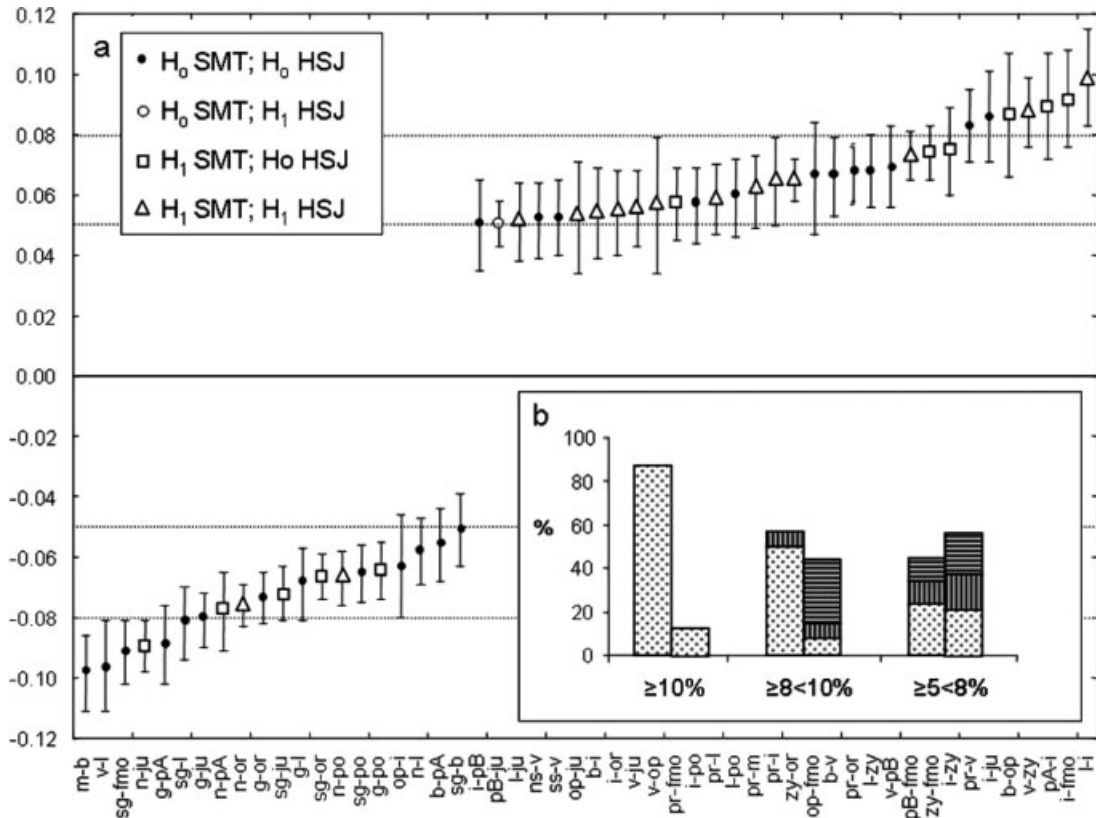 a
H₀ SMT; H₀ HSJ
H₀ SMT; H₁ HSJ
H₁ SMT; Ho HSJ
H₁ SMT; H₁ HSJ
0.12
0.10
0.08
0.06
0.04
0.02
0.00
-0.02
-0.04
-0.06
-0.08
-0.10
-0.12
b
%
100
80
60
40
20
0
≥10%
≥8<10%
≥5<8%
m-b
v-l
sg-fmo
n-ju
g-pA
sg-l
g-ju
n-pA
n-or
g-or
sg-ju
g-l
sg-or
n-po
sg-po
g-po
op-i
n-l
b-pA
sg-b
i-pB
pB-ju
l-ju
ns-v
ss-v
op-ju
b-i
i-or
v-ju
v-op
pr-fmo
i-po
pr-l
l-po
pr-m
pr-i
zy-or
op-fmo
b-v
pr-or
l-zy
v-pB
pB-fmo
zy-fmo
i-zy
pr-v
i-ju
b-op
v-zy
pA-i
i-fmo
l-i